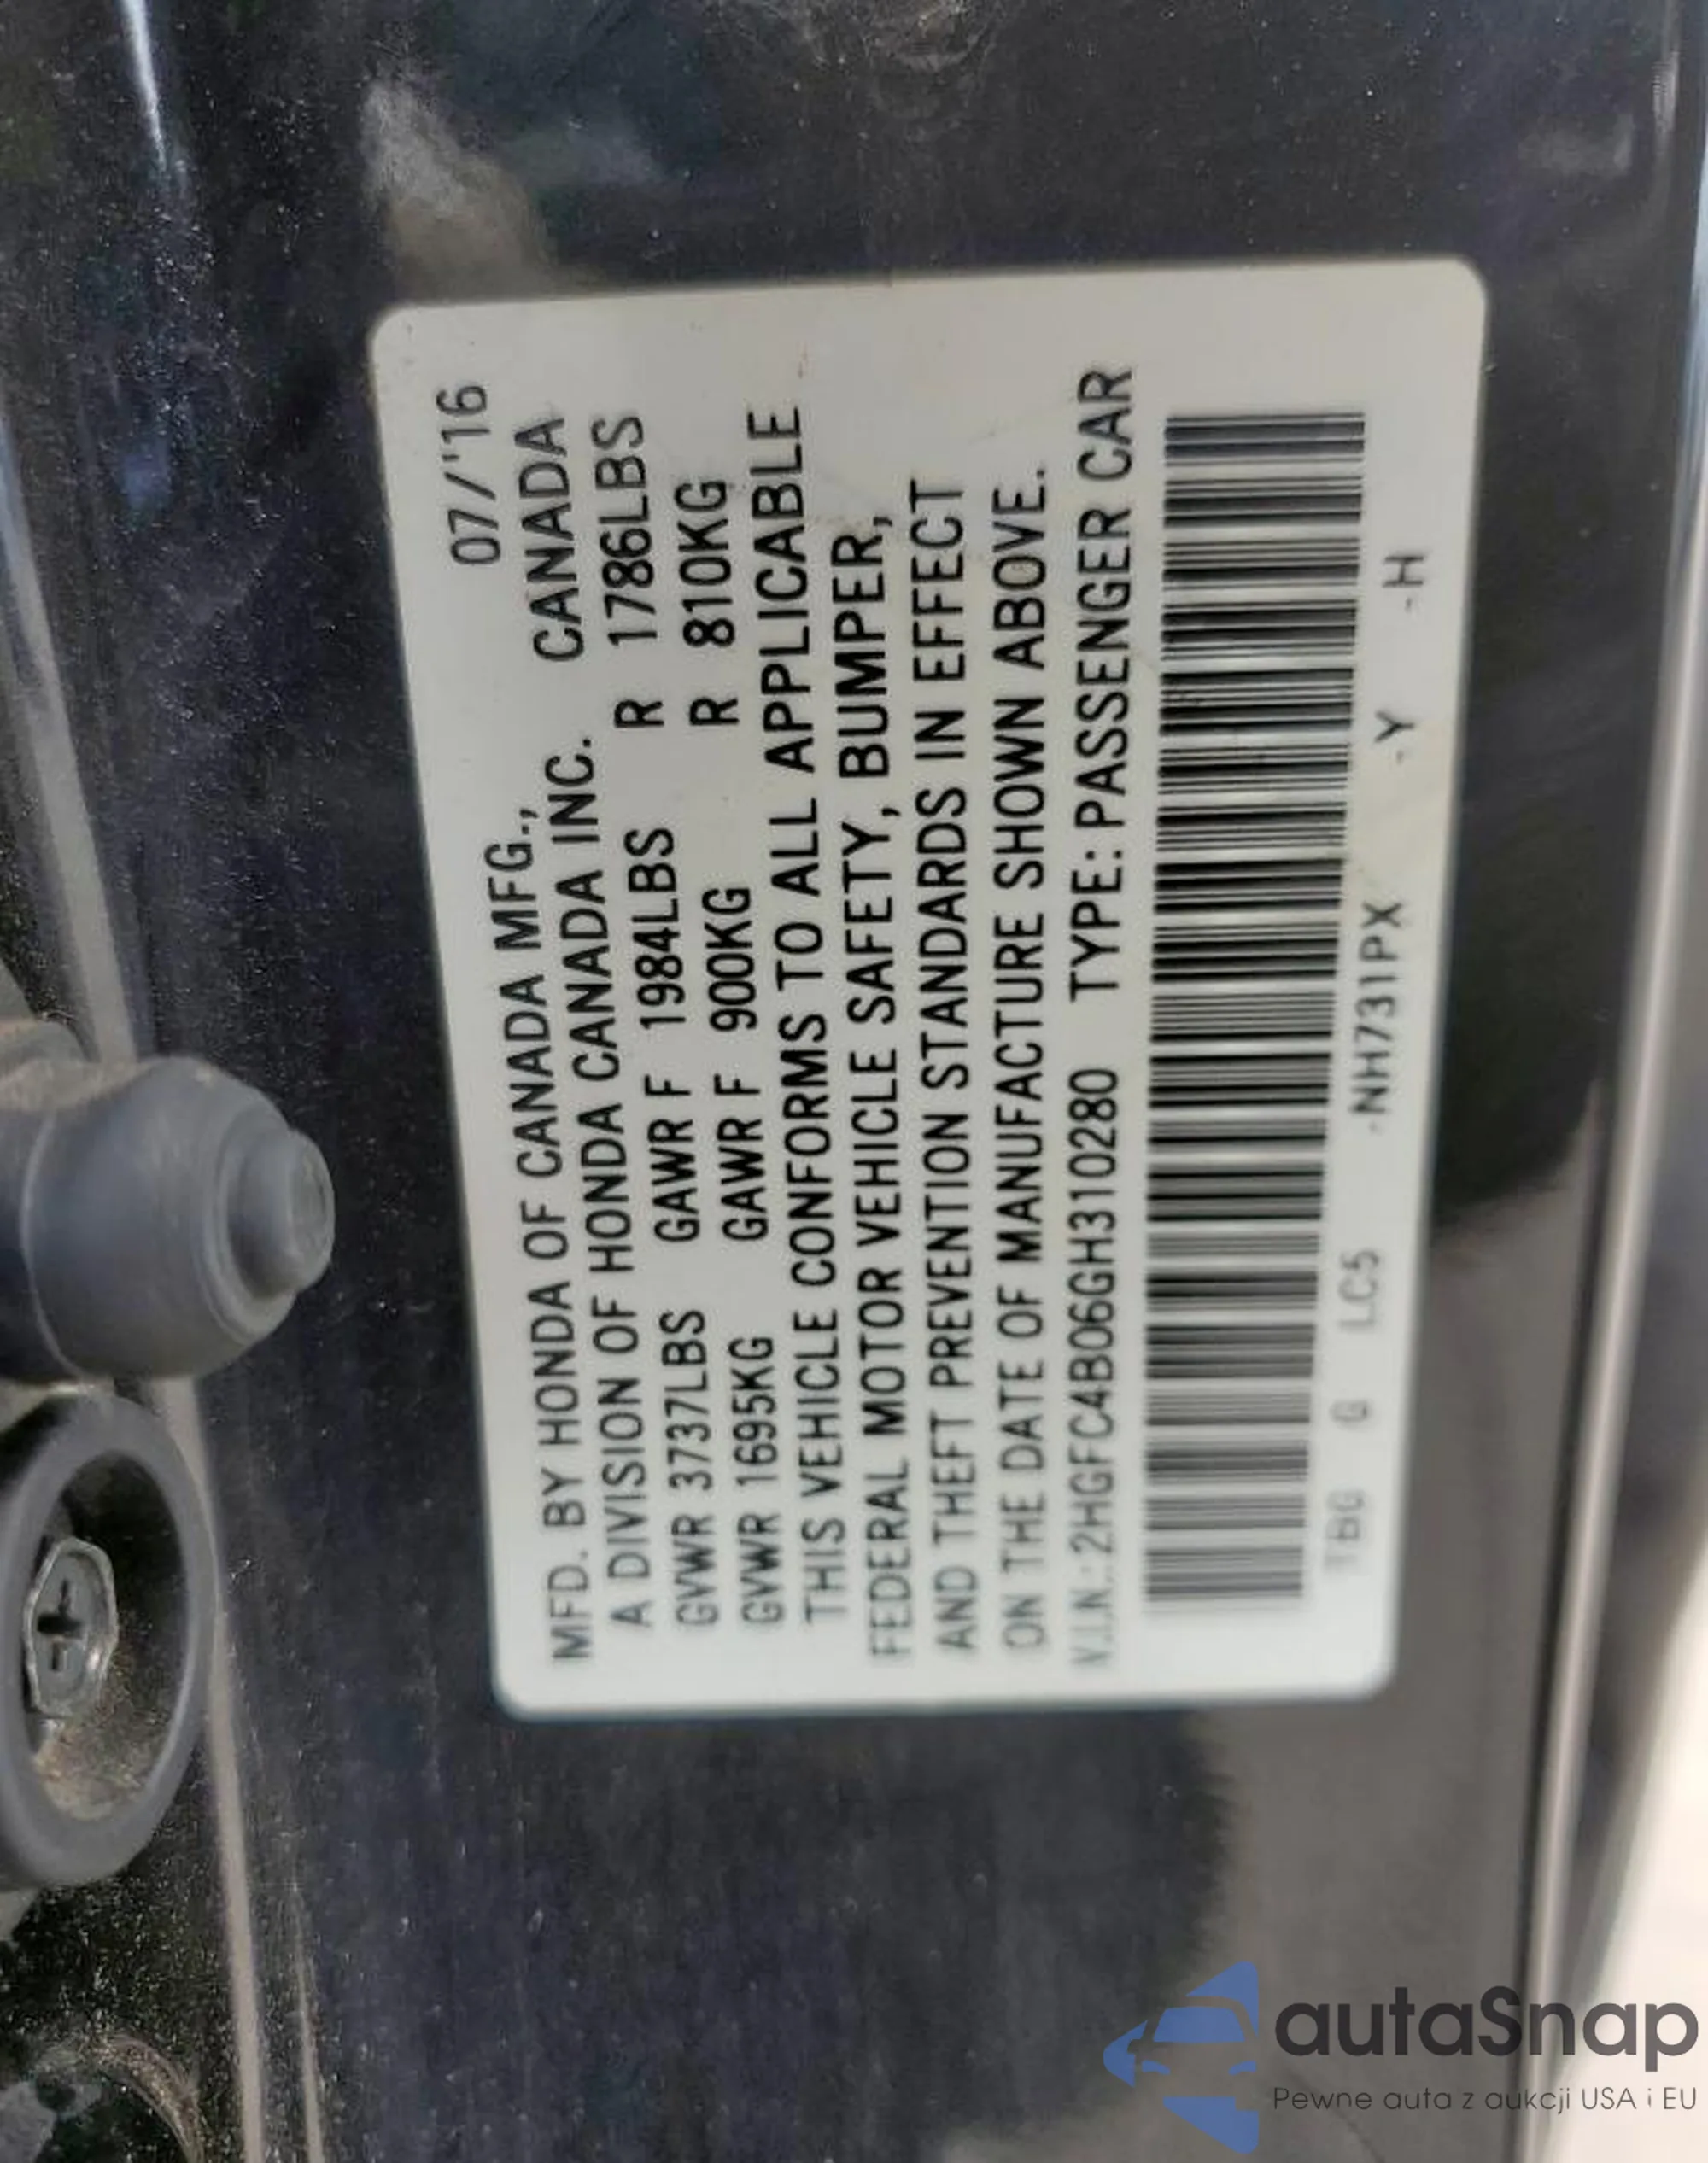 07/'16
MFD. BY HONDA OF CANADA MFG.,
A DIVISION OF HONDA CANADA INC. CANADA
GVWR 3737LBS GAWR F 1984LBS R 1786LBS
GVWR 1695KG GAWR F 900KG R 810KG
THIS VEHICLE CONFORMS TO ALL APPLICABLE
FEDERAL MOTOR VEHICLE SAFETY, BUMPER,
AND THEFT PREVENTION STANDARDS IN EFFECT
ON THE DATE OF MANUFACTURE SHOWN ABOVE.
V.I.N.: 2HGFC4B06GH310280 TYPE: PASSENGER CAR
TBG G LC5 -NH731PX -Y -H
autaSnap
Pewne auta z aukcji USA i EU